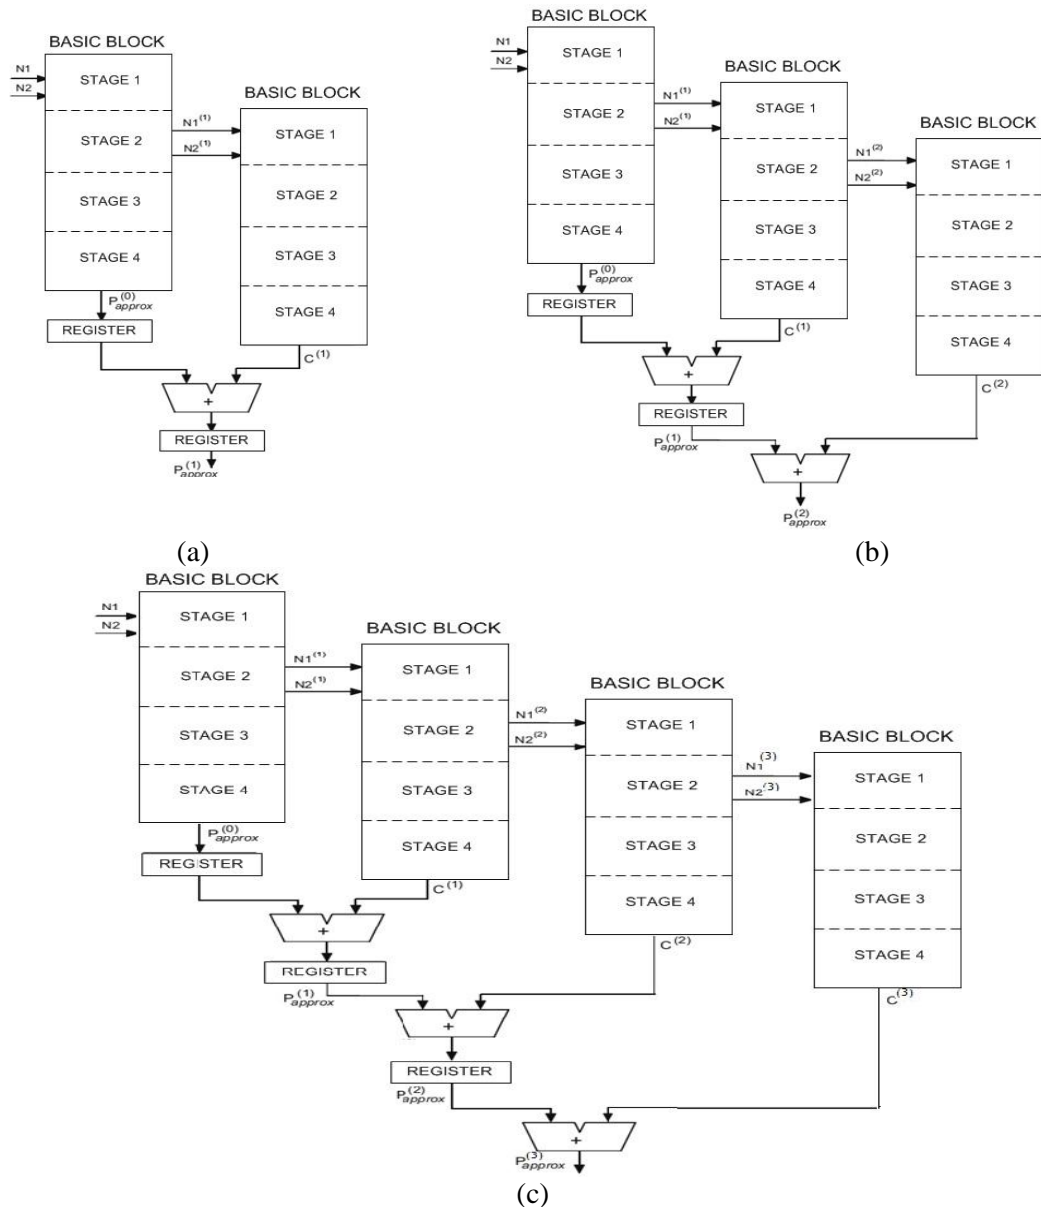 BASIC BLOCK
N1
N2
STAGE 1
STAGE 2
STAGE 3
STAGE 4
N1(1)
N2(1)
BASIC BLOCK
STAGE 1
STAGE 2
STAGE 3
STAGE 4
P(0)approx
REGISTER
C(1)
+
REGISTER
P(1)approx
(a)
BASIC BLOCK
N1
N2
STAGE 1
STAGE 2
STAGE 3
STAGE 4
N1(1)
N2(1)
BASIC BLOCK
STAGE 1
STAGE 2
STAGE 3
STAGE 4
N1(2)
N2(2)
BASIC BLOCK
STAGE 1
STAGE 2
STAGE 3
STAGE 4
P(0)approx
REGISTER
C(1)
+
REGISTER
P(1)approx
C(2)
+
P(2)approx
(b)
BASIC BLOCK
N1
N2
STAGE 1
STAGE 2
STAGE 3
STAGE 4
N1(1)
N2(1)
BASIC BLOCK
STAGE 1
STAGE 2
STAGE 3
STAGE 4
N1(2)
N2(2)
BASIC BLOCK
STAGE 1
STAGE 2
STAGE 3
STAGE 4
N1(3)
N2(3)
BASIC BLOCK
STAGE 1
STAGE 2
STAGE 3
STAGE 4
P(0)approx
REGISTER
C(1)
+
REGISTER
P(1)approx
C(2)
+
REGISTER
P(2)approx
C(3)
+
P(3)approx
(c)